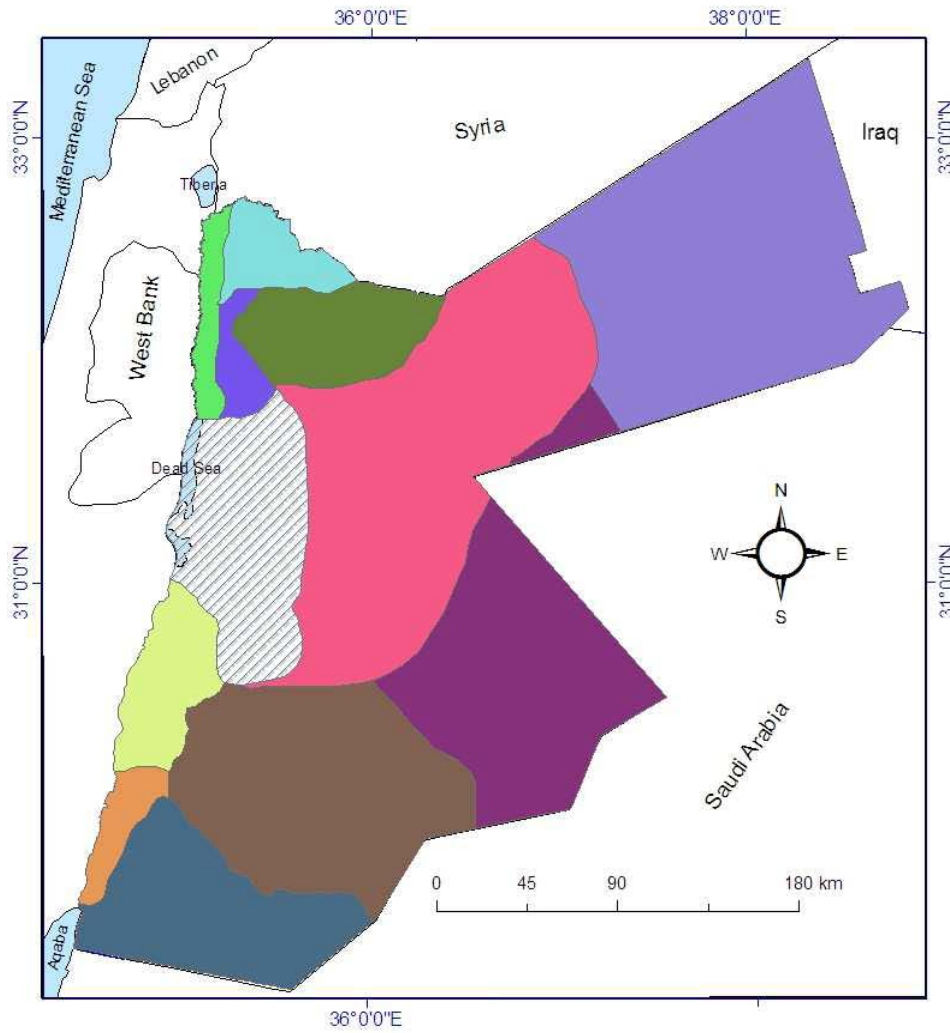 36°0'0"E
38°0'0"E
Mediterranean Sea
Lebanon
Syria
Iraq
33°0'0"N
33°0'0"N
Tiberia
West Bank
Dead Sea
N
W
E
S
31°0'0"N
31°0'0"N
Saudi Arabia
0 45 90 180 km
Aqaba
36°0'0"E